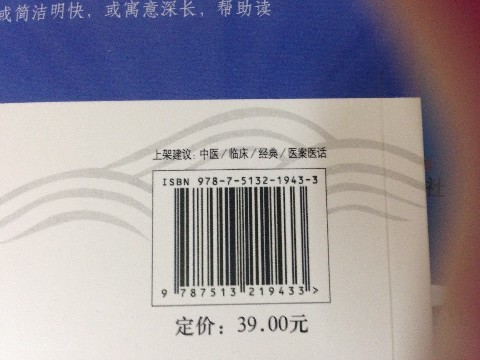 或简洁明快，或寓意深长，帮助读
上架建议：中医/临床/经典/医案医话
ISBN 978-7-5132-1943-3
9 787513 219433>
社
定价：39.00元